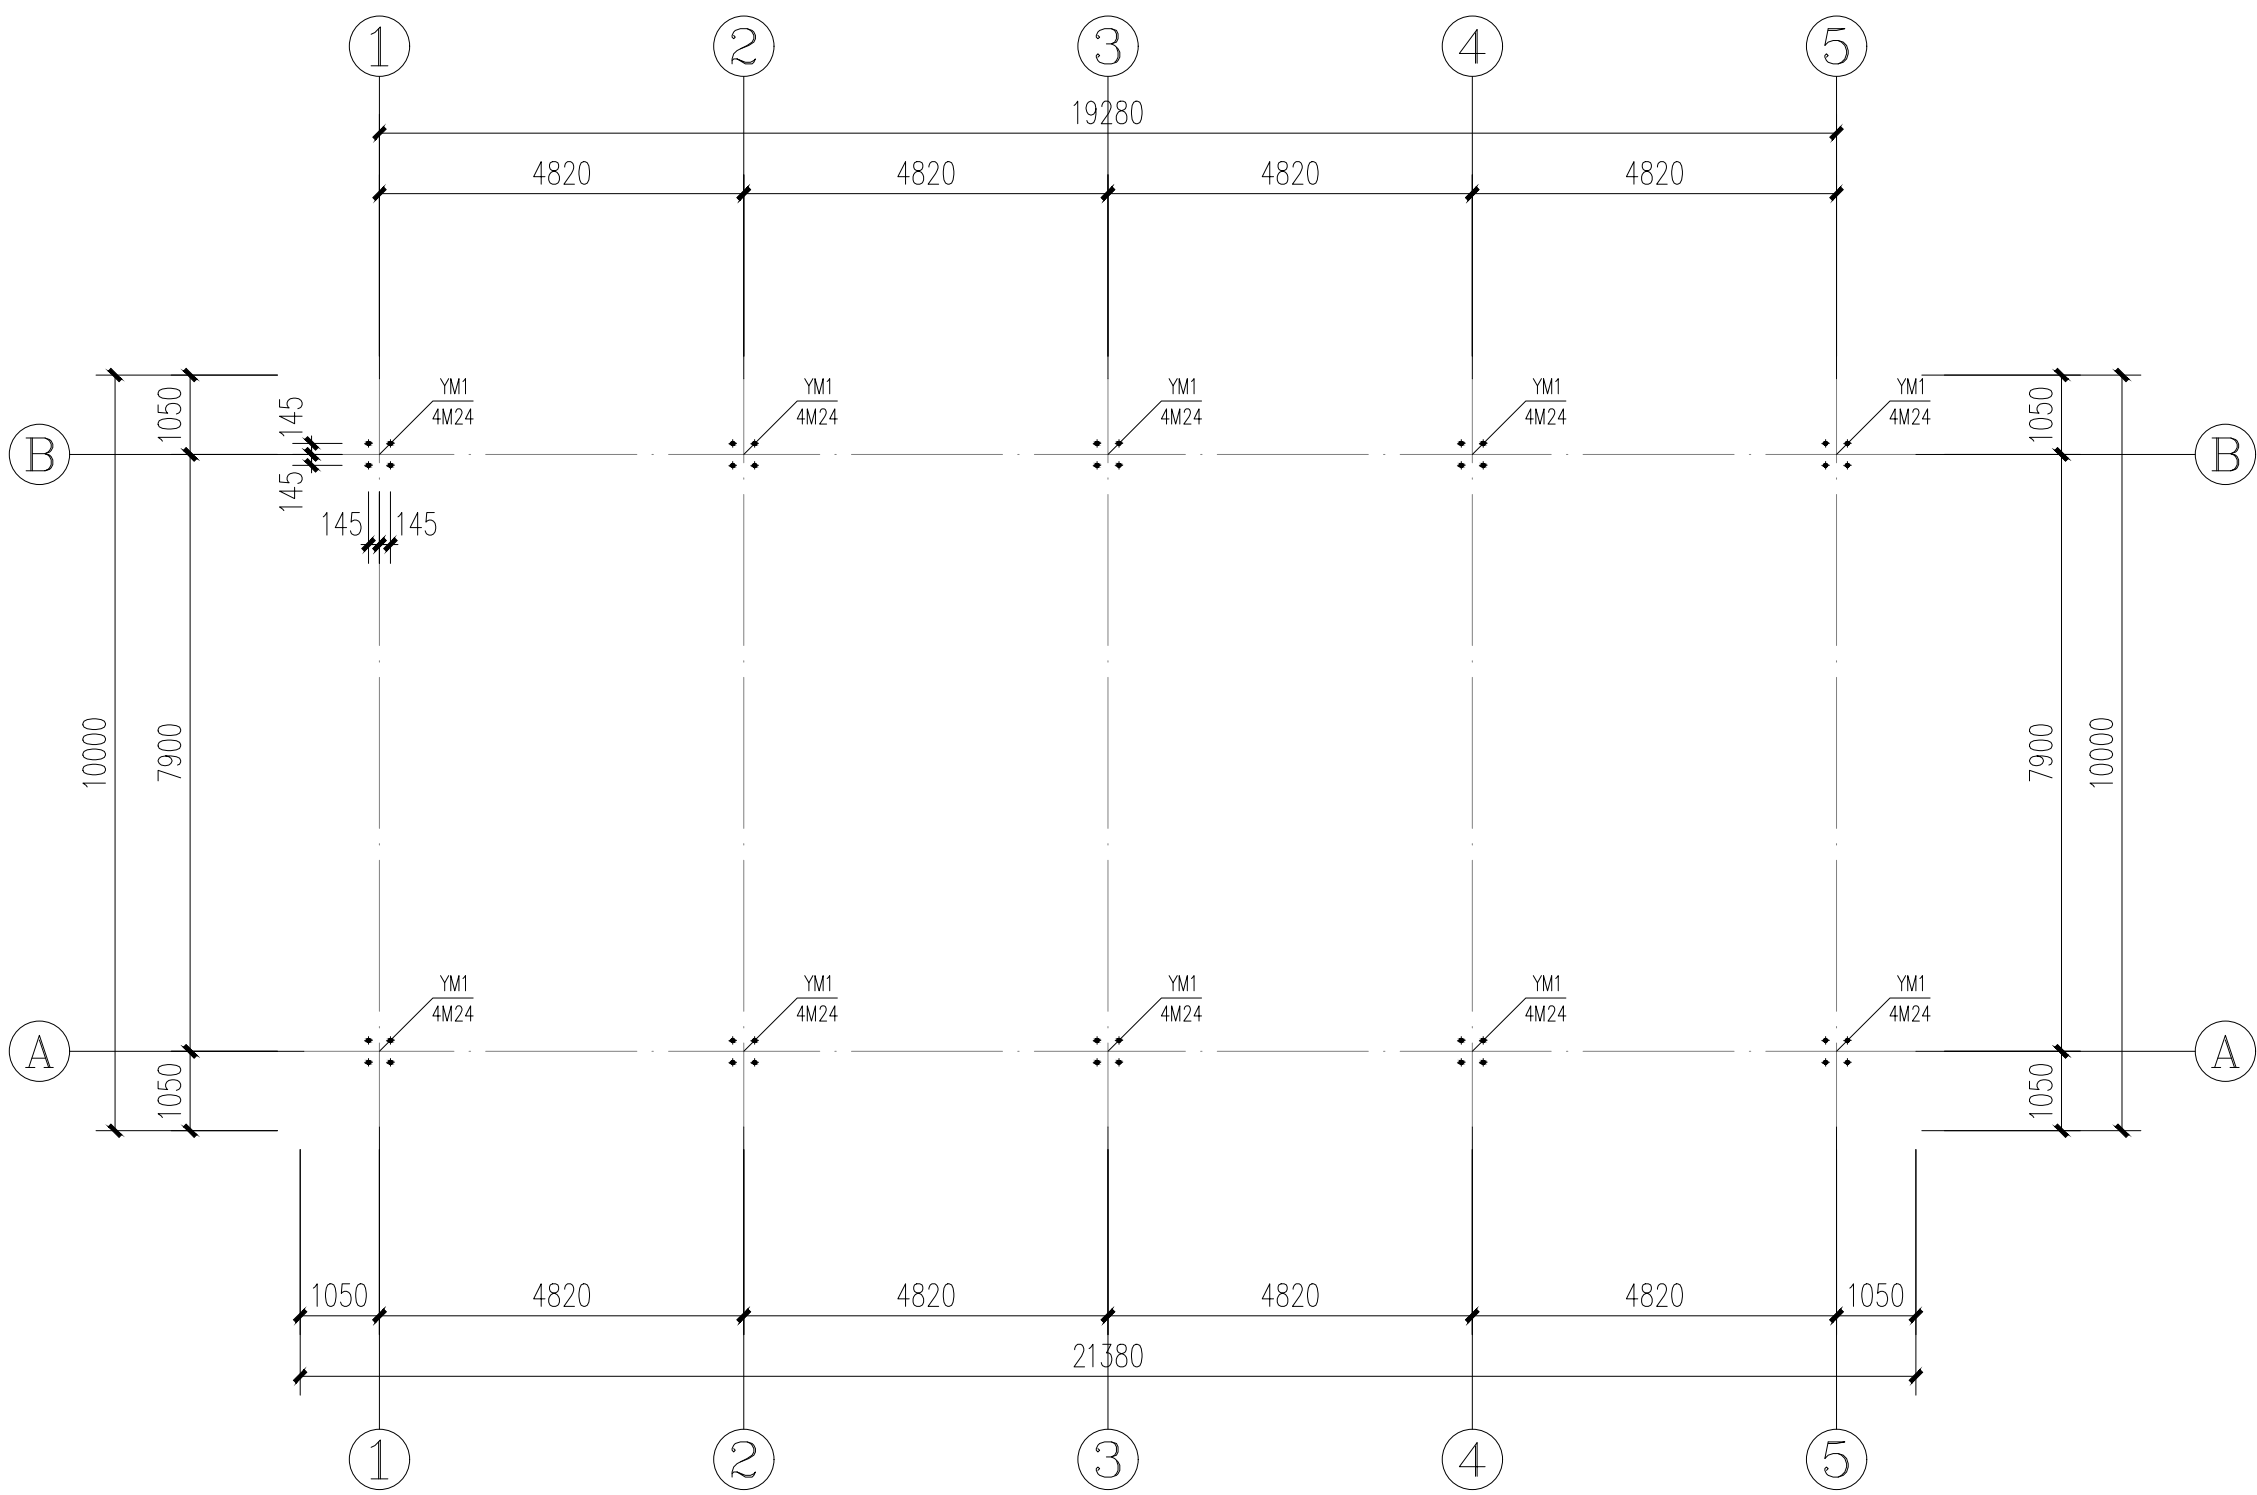 1 2 3 4 5
19280
4820 4820 4820 4820
1050 145 YM1 YM1 YM1 YM1 YM1 1050
4M24 4M24 4M24 4M24 4M24
B B
145
145 145
10000 7900 7900 10000
YM1 YM1 YM1 YM1 YM1
4M24 4M24 4M24 4M24 4M24
A A
1050 1050
1050 4820 4820 4820 4820 1050
21380
1 2 3 4 5